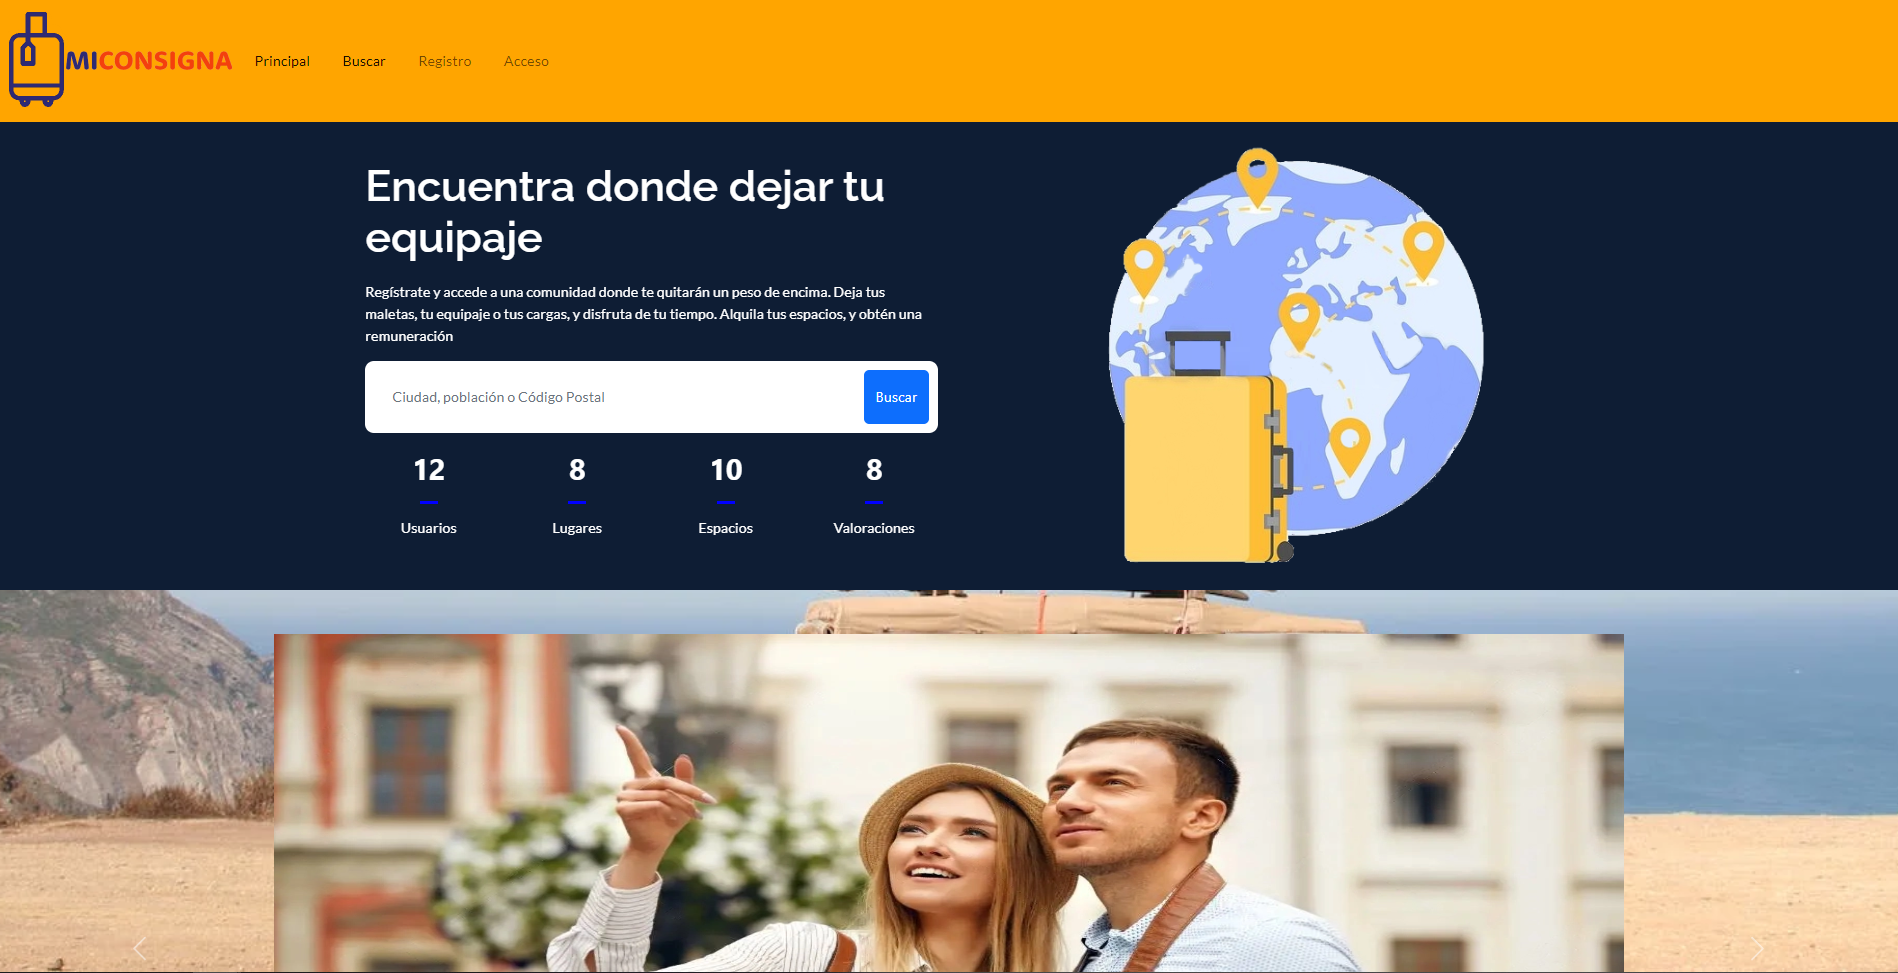 MICONSIGNA
Principal Buscar Registro Acceso
Encuentra donde dejar tu
equipaje
Regístrate y accede a una comunidad donde te quitarán un peso de encima. Deja tus
maletas, tu equipaje o tus cargas, y disfruta de tu tiempo. Alquila tus espacios, y obtén una
remuneración
Ciudad, población o Código Postal
Buscar
12 8 10 8
Usuarios Lugares Espacios Valoraciones